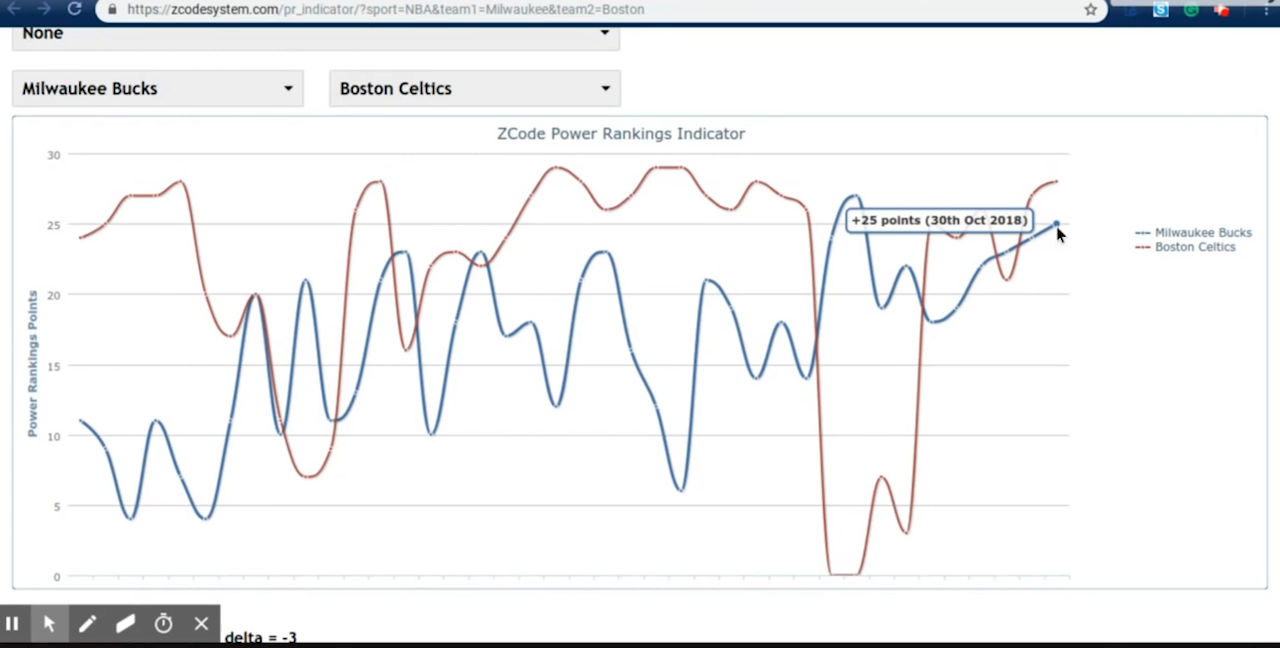 https://zcodesystem.com/pr_indicator/?sport=NBA&team1=Milwaukee&team2=Boston
None
Milwaukee Bucks
Boston Celtics
ZCode Power Rankings Indicator
30
25
20
15
10
5
0
Power Rankings Points
+25 points (30th Oct 2018)
Milwaukee Bucks
Boston Celtics
delta = -3